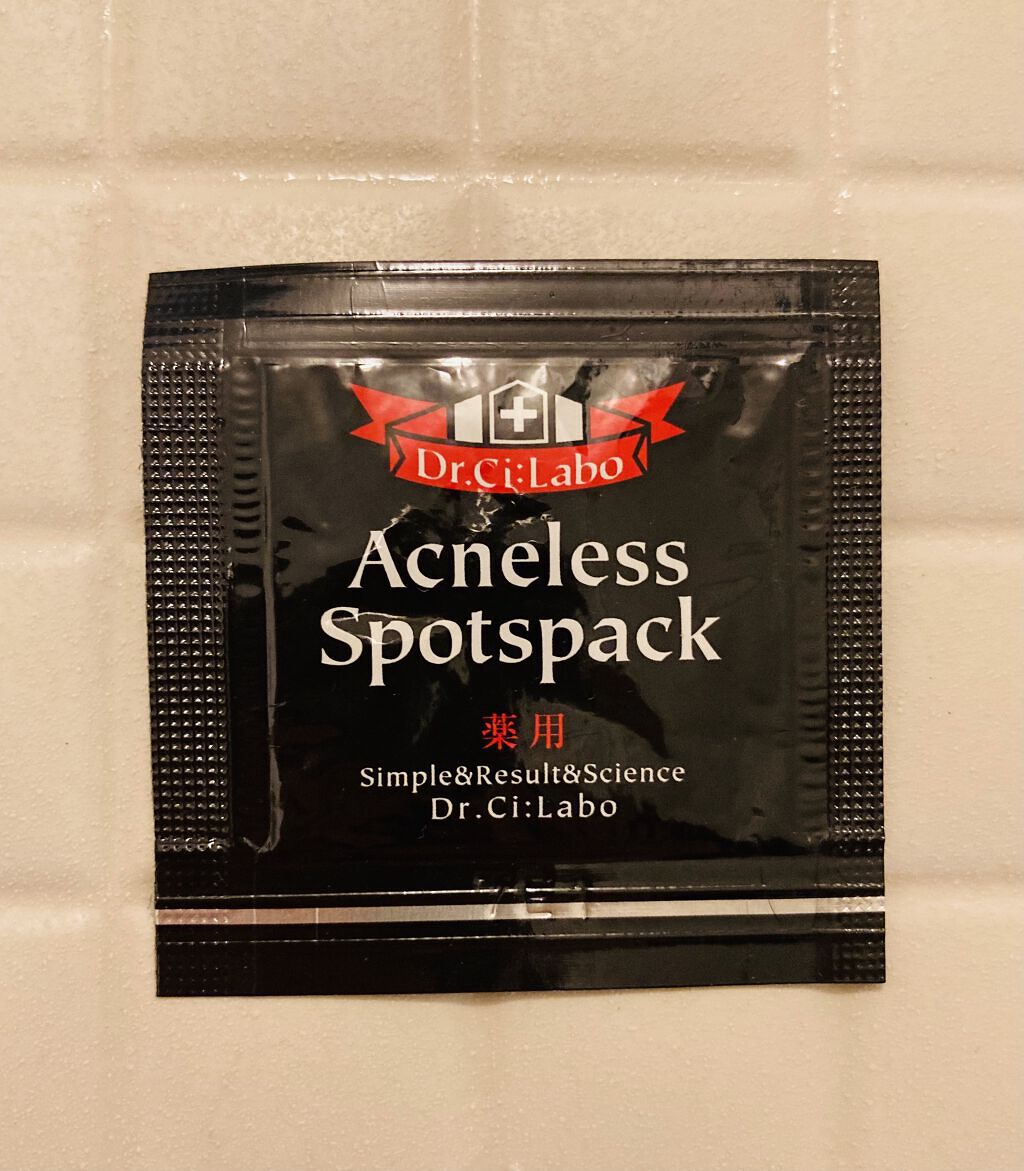 Dr.Ci:Labo
Acneless
Spotspack
薬用
Simple&Result&Science
Dr.Ci:Labo